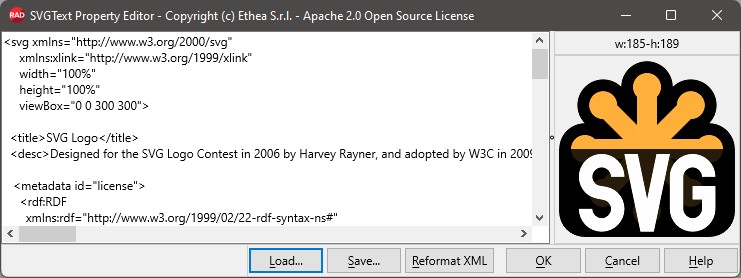 RAD SVGText Property Editor - Copyright (c) Ethea S.r.l. - Apache 2.0 Open Source License
<svg xmlns="http://www.w3.org/2000/svg"
xmlns:xlink="http://www.w3.org/1999/xlink"
width="100%"
height="100%"
viewBox="0 0 300 300">
<title>SVG Logo</title>
<desc>Designed for the SVG Logo Contest in 2006 by Harvey Rayner, and adopted by W3C in 2009
<metadata id="license">
<rdf:RDF
xmlns:rdf="http://www.w3.org/1999/02/22-rdf-syntax-ns#"
w:185-h:189
SVG
Load... Save... Reformat XML OK Cancel Help